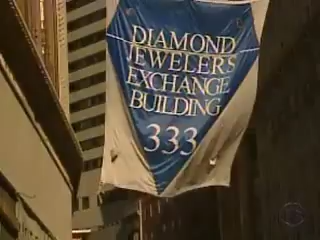 DIAMOND
JEWELERS
EXCHANGE
BUILDING
333